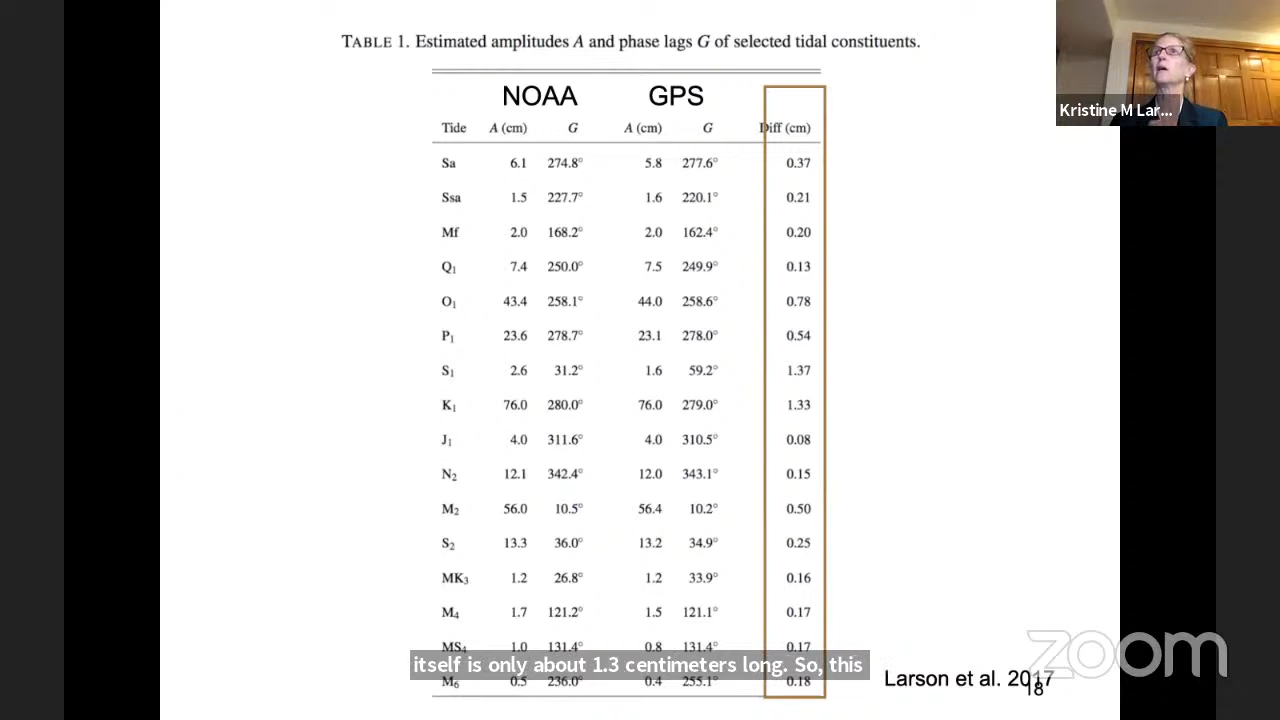 TABLE 1. Estimated amplitudes A and phase lags G of selected tidal constituents.
Kristine M Lar...
NOAA GPS
Tide A (cm) G A (cm) G Diff (cm)
Sa 6.1 274.8° 5.8 277.6° 0.37
Ssa 1.5 227.7° 1.6 220.1° 0.21
Mf 2.0 168.2° 2.0 162.4° 0.20
Q1 7.4 250.0° 7.5 249.9° 0.13
O1 43.4 258.1° 44.0 258.6° 0.78
P1 23.6 278.7° 23.1 278.0° 0.54
S1 2.6 31.2° 1.6 59.2° 1.37
K1 76.0 280.0° 76.0 279.0° 1.33
J1 4.0 311.6° 4.0 310.5° 0.08
N2 12.1 342.4° 12.0 343.1° 0.15
M2 56.0 10.5° 56.4 10.2° 0.50
S2 13.3 36.0° 13.2 34.9° 0.25
MK3 1.2 26.8° 1.2 33.9° 0.16
M4 1.7 121.2° 1.5 121.1° 0.17
MS4 1.0 131.4° 0.8 131.4° 0.17
itself is only about 1.3 centimeters long. So, this
M6 0.5 236.0° 0.4 255.1° 0.18
Larson et al. 2017
18
zoom